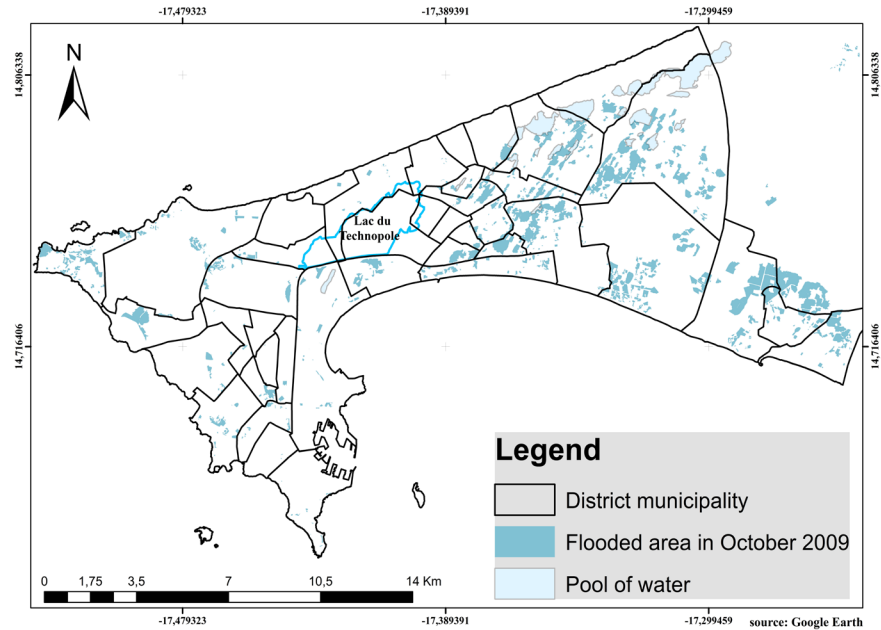 -17,479323 -17,389391 -17,299459
14,806338 14,806338
N
Lac du
Technopole
14,716406 14,716406
Legend
District municipality
Flooded area in October 2009
Pool of water
0 1,75 3,5 7 10,5 14 Km
-17,479323 -17,389391 -17,299459
source: Google Earth